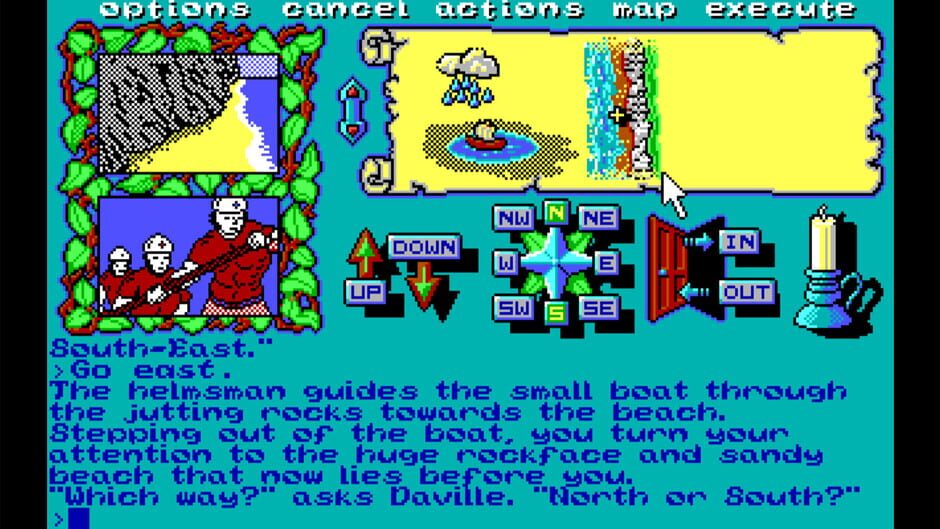 options cancel actions map execute
NW N NE
DOWN
W E IN
UP OUT
SW S SE
South-East."
>Go east.
The helmsman guides the small boat through
the jutting rocks towards the beach.
Stepping out of the boat, you turn your
attention to the huge rockface and sandy
beach that now lies before you.
"Which way?" asks Daville. "North or South?"
>